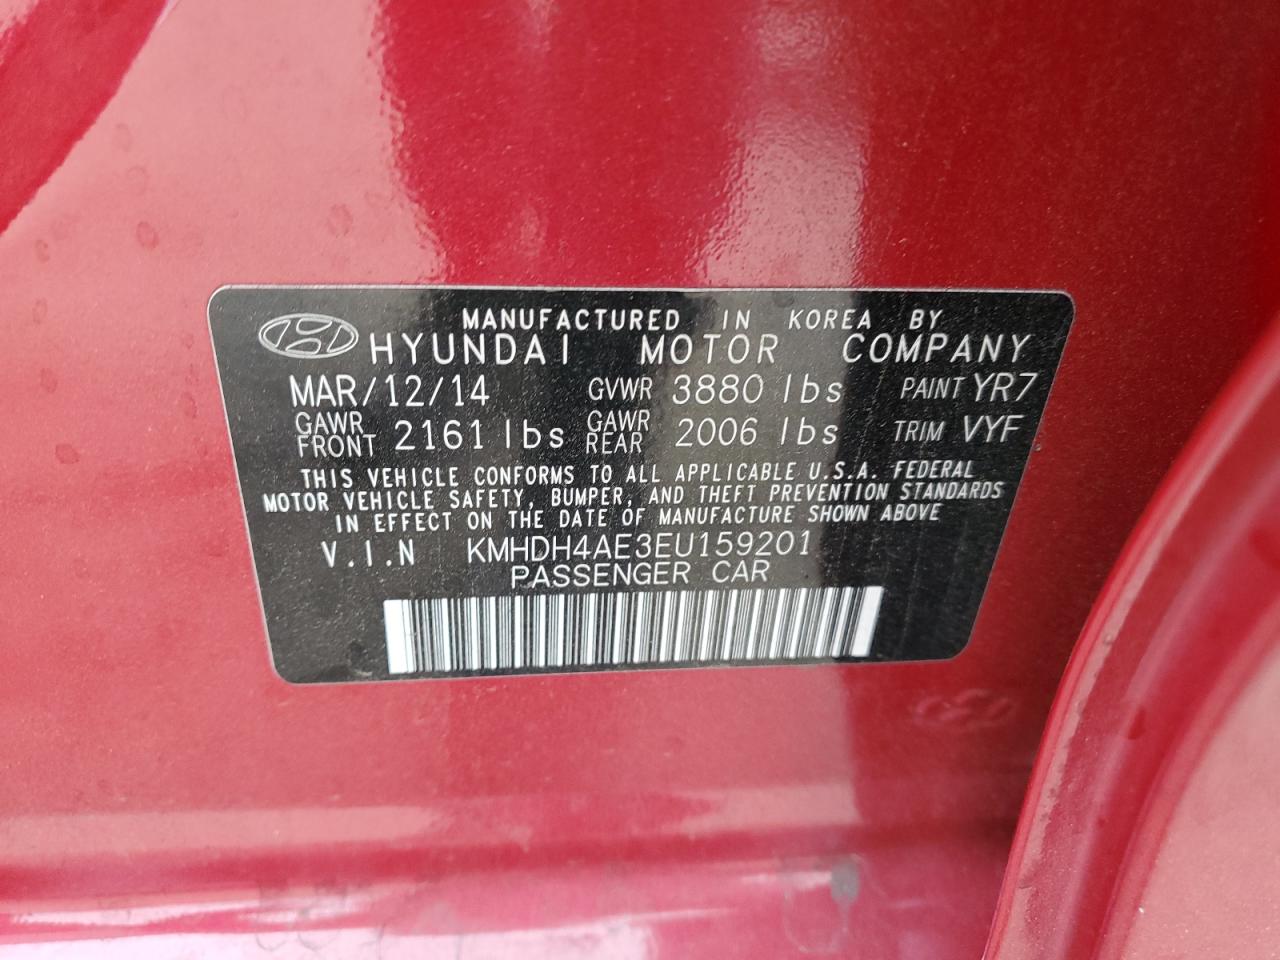 MANUFACTURED IN KOREA BY
HYUNDAI MOTOR COMPANY
MAR/12/14 GVWR 3880 lbs PAINT YR7
GAWR FRONT 2161 lbs GAWR REAR 2006 lbs TRIM VYF
THIS VEHICLE CONFORMS TO ALL APPLICABLE U.S.A. FEDERAL
MOTOR VEHICLE SAFETY, BUMPER, AND THEFT PREVENTION STANDARDS
IN EFFECT ON THE DATE OF MANUFACTURE SHOWN ABOVE
V.I.N KMHDH4AE3EU159201
PASSENGER CAR